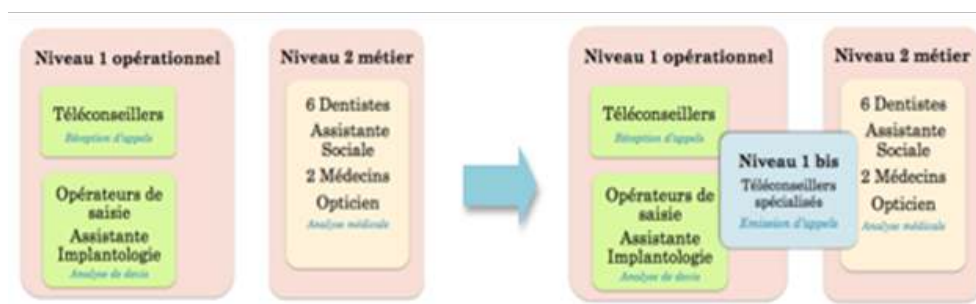 Niveau 1 opérationnel
Téléconseillers
Réception d'appels
Opérateurs de
saisie
Assistante
Implantologie
Analyse de devis
Niveau 2 métier
6 Dentistes
Assistante
Sociale
2 Médecins
Opticien
Analyse médicale
Niveau 1 opérationnel
Téléconseillers
Réception d'appels
Opérateurs de
saisie
Assistante
Implantologie
Analyse de devis
Niveau 1 bis
Téléconseillers
spécialisés
Emission d'appels
Niveau 2 métier
6 Dentistes
Assistante
Sociale
2 Médecins
Opticien
Analyse médicale